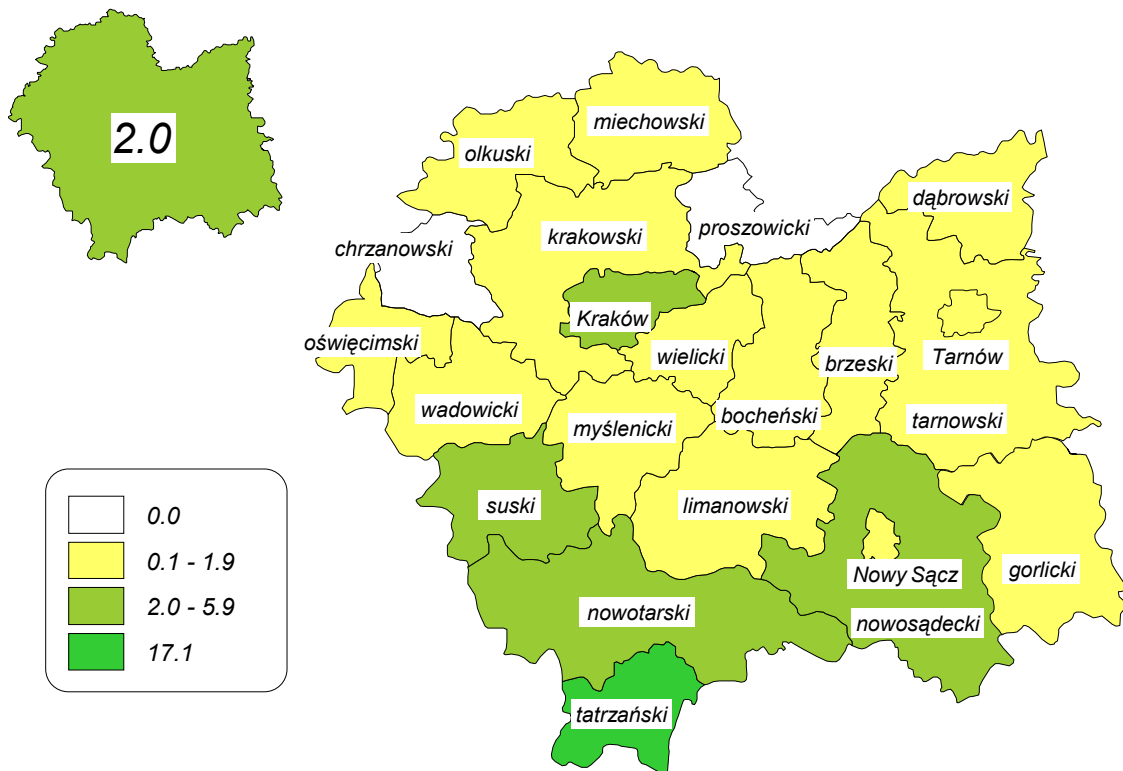 2.0
miechowski
olkuski
dąbrowski
proszowicki
krakowski
chrzanowski
Kraków
oświęcimski
wielicki
brzeski
Tarnów
wadowicki
bocheński
tarnowski
myślenicki
suski
limanowski
Nowy Sącz
gorlicki
nowotarski
nowosądecki
tatrzański
0.0
0.1 - 1.9
2.0 - 5.9
17.1